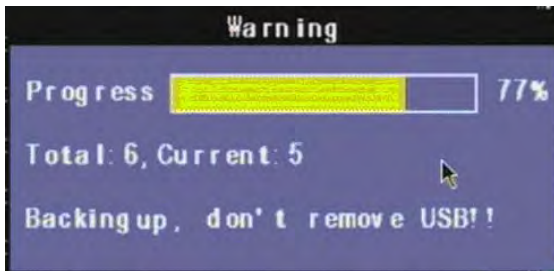 Warning
Progress 77%
Total: 6, Current: 5
Backing up, don't remove USB!!